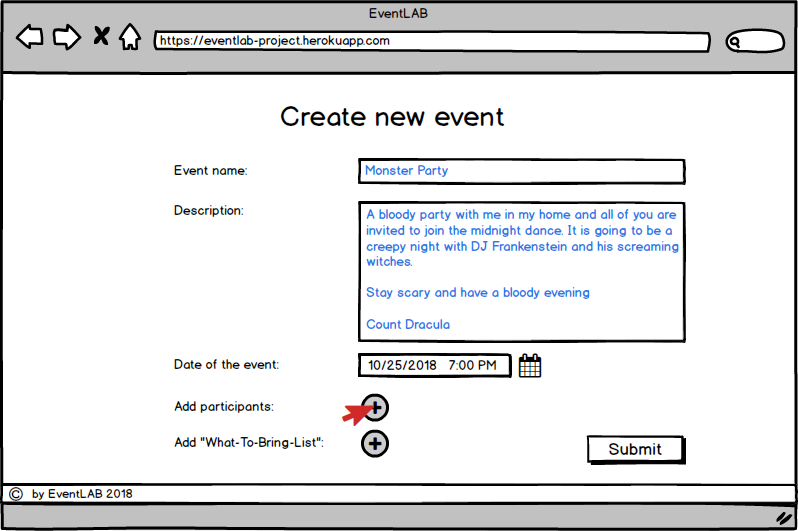 EventLAB
https://eventlab-project.herokuapp.com
Create new event
Event name:
Monster Party
Description:
A bloody party with me in my home and all of you are
invited to join the midnight dance. It is going to be a
creepy night with DJ Frankenstein and his screaming
witches.
Stay scary and have a bloody evening
Count Dracula
Date of the event:
10/25/2018 7:00 PM
Add participants:
Add "What-To-Bring-List":
Submit
© by EventLAB 2018